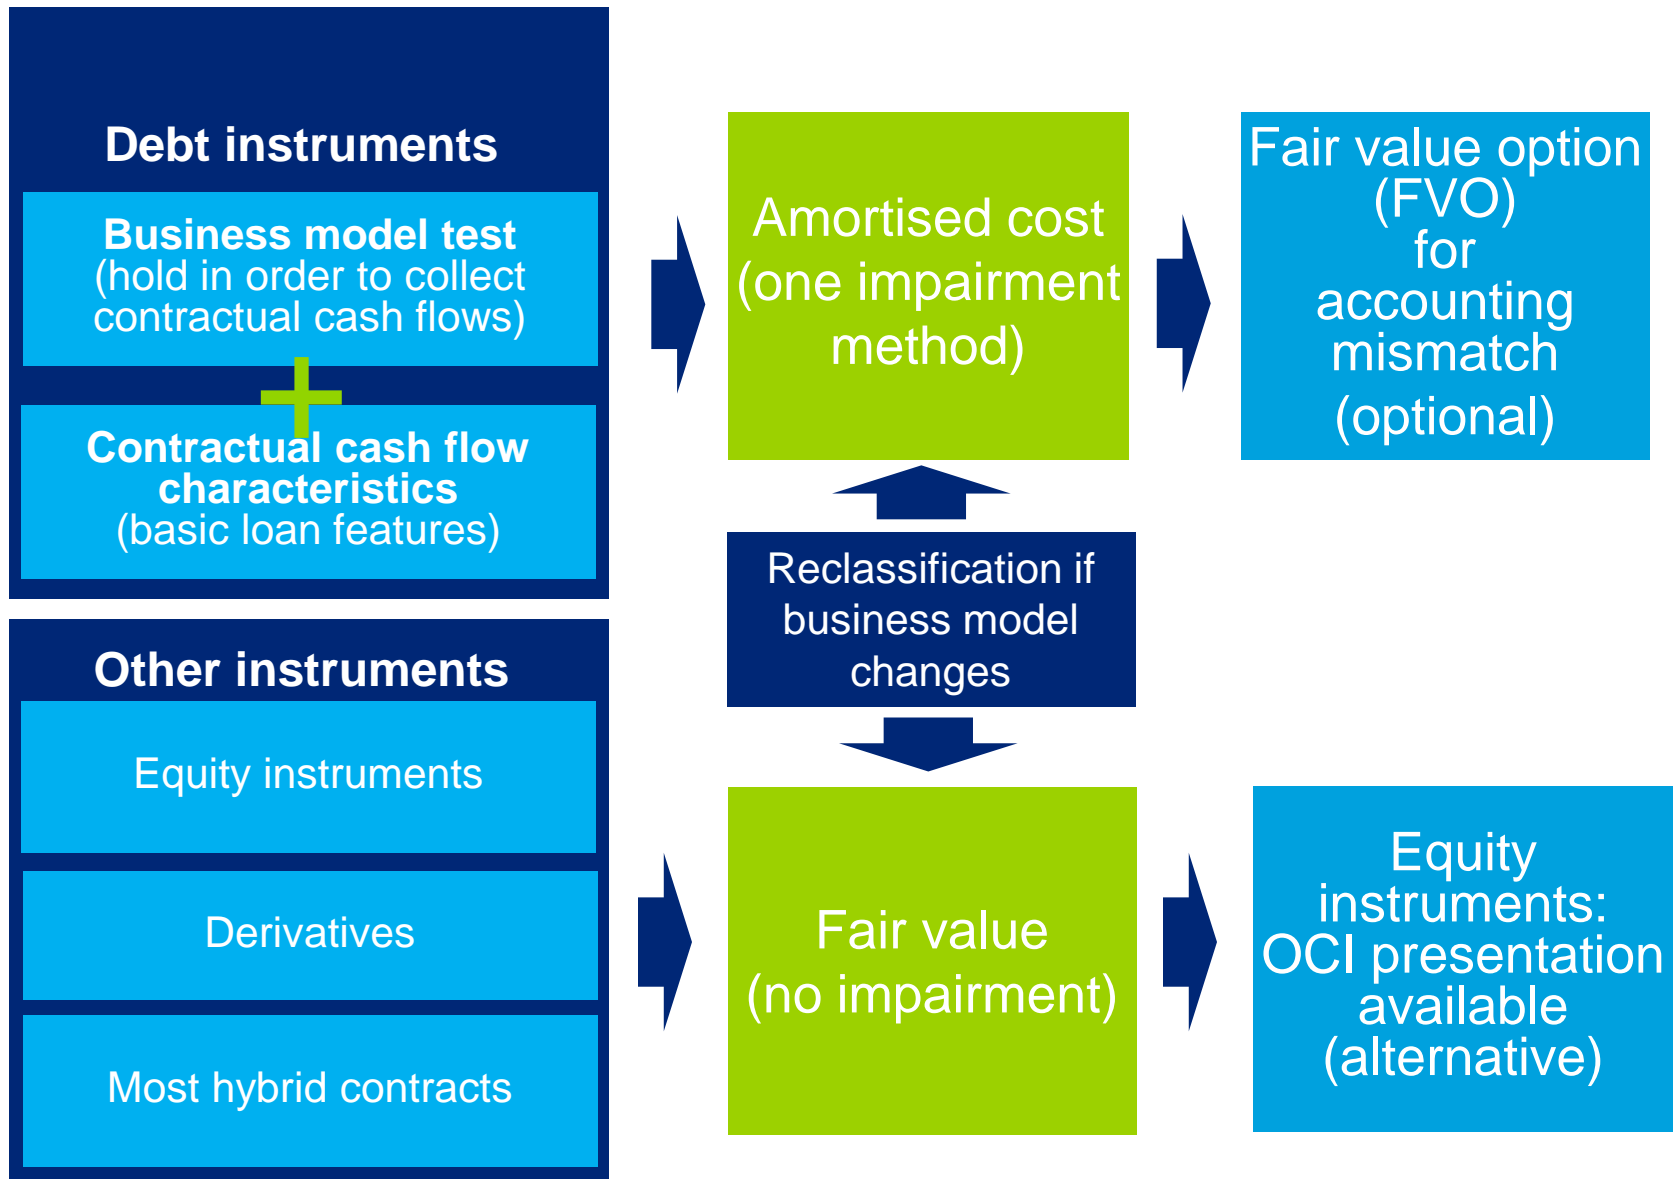 Debt instruments
Business model test
(hold in order to collect
contractual cash flows)
+
Contractual cash flow
characteristics
(basic loan features)
Amortised cost
(one impairment
method)
Fair value option
(FVO)
for
accounting
mismatch
(optional)
Reclassification if
business model
changes
Other instruments
Equity instruments
Derivatives
Most hybrid contracts
Fair value
(no impairment)
Equity
instruments:
OCI presentation
available
(alternative)